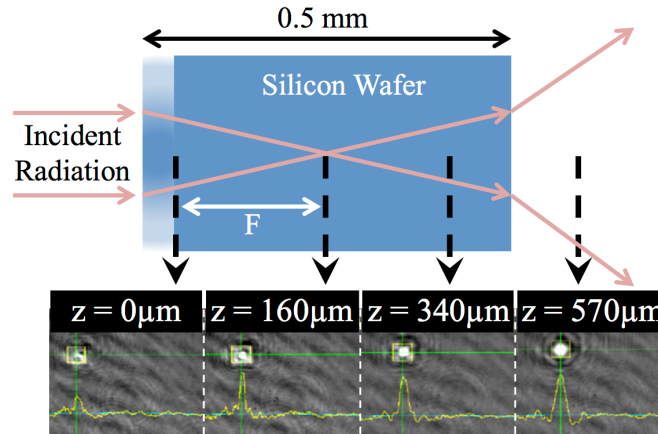 0.5 mm
Silicon Wafer
Incident
Radiation
F
z = 0µm
z = 160µm
z = 340µm
z = 570µm